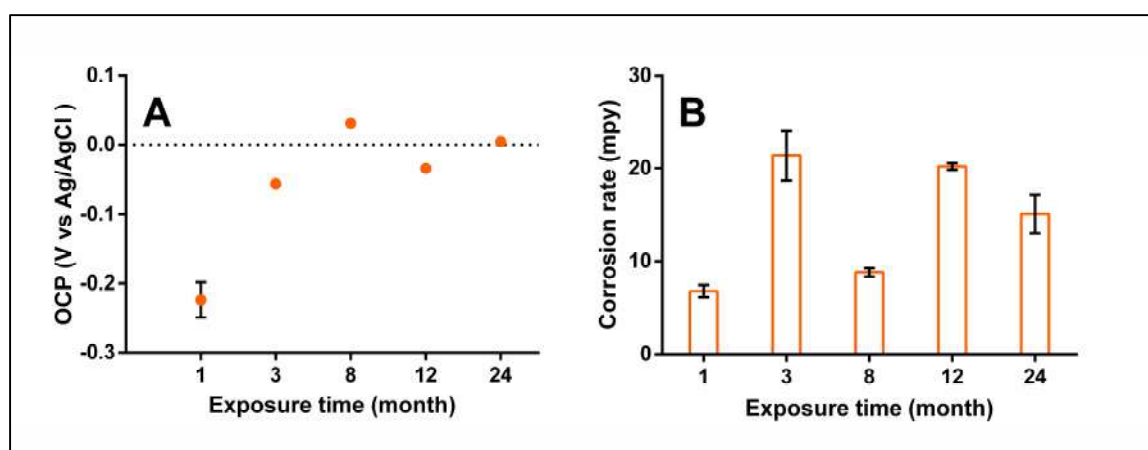 A
OCP (V vs Ag/AgCl )
0.1
0.0
-0.1
-0.2
-0.3
1 3 8 12 24
Exposure time (month)
B
Corrosion rate (mpy)
30
20
10
0
1 3 8 12 24
Exposure time (month)